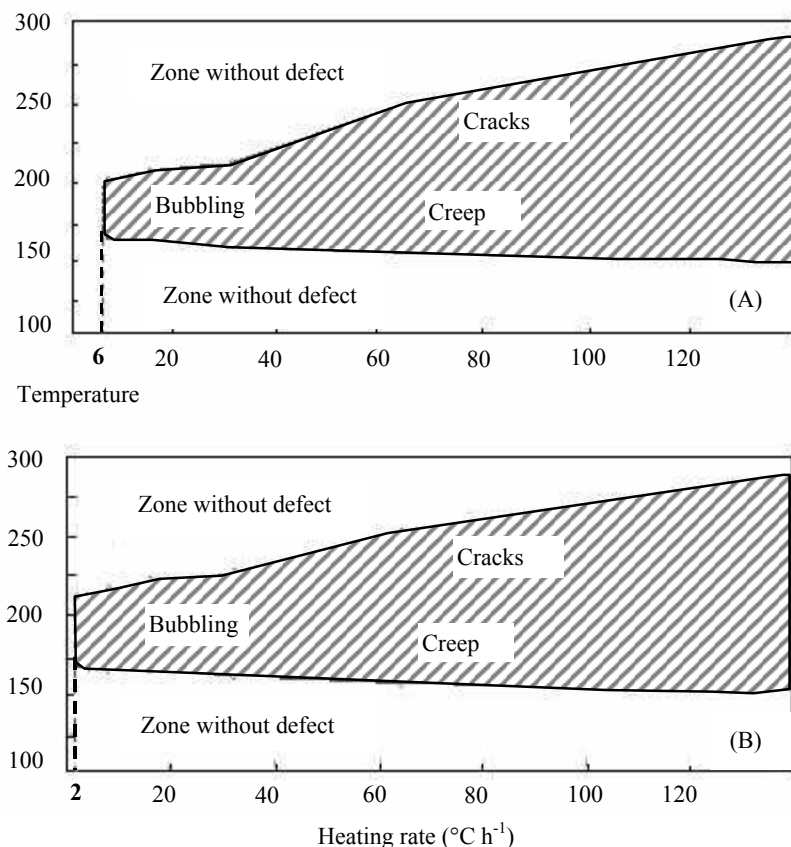 300
Zone without defect
250
Cracks
200
Bubbling
Creep
150
Zone without defect
(A)
100
6 20 40 60 80 100 120
Temperature
300
Zone without defect
250
Cracks
200
Bubbling
Creep
150
Zone without defect
(B)
100
2 20 40 60 80 100 120
Heating rate (°C h⁻¹)